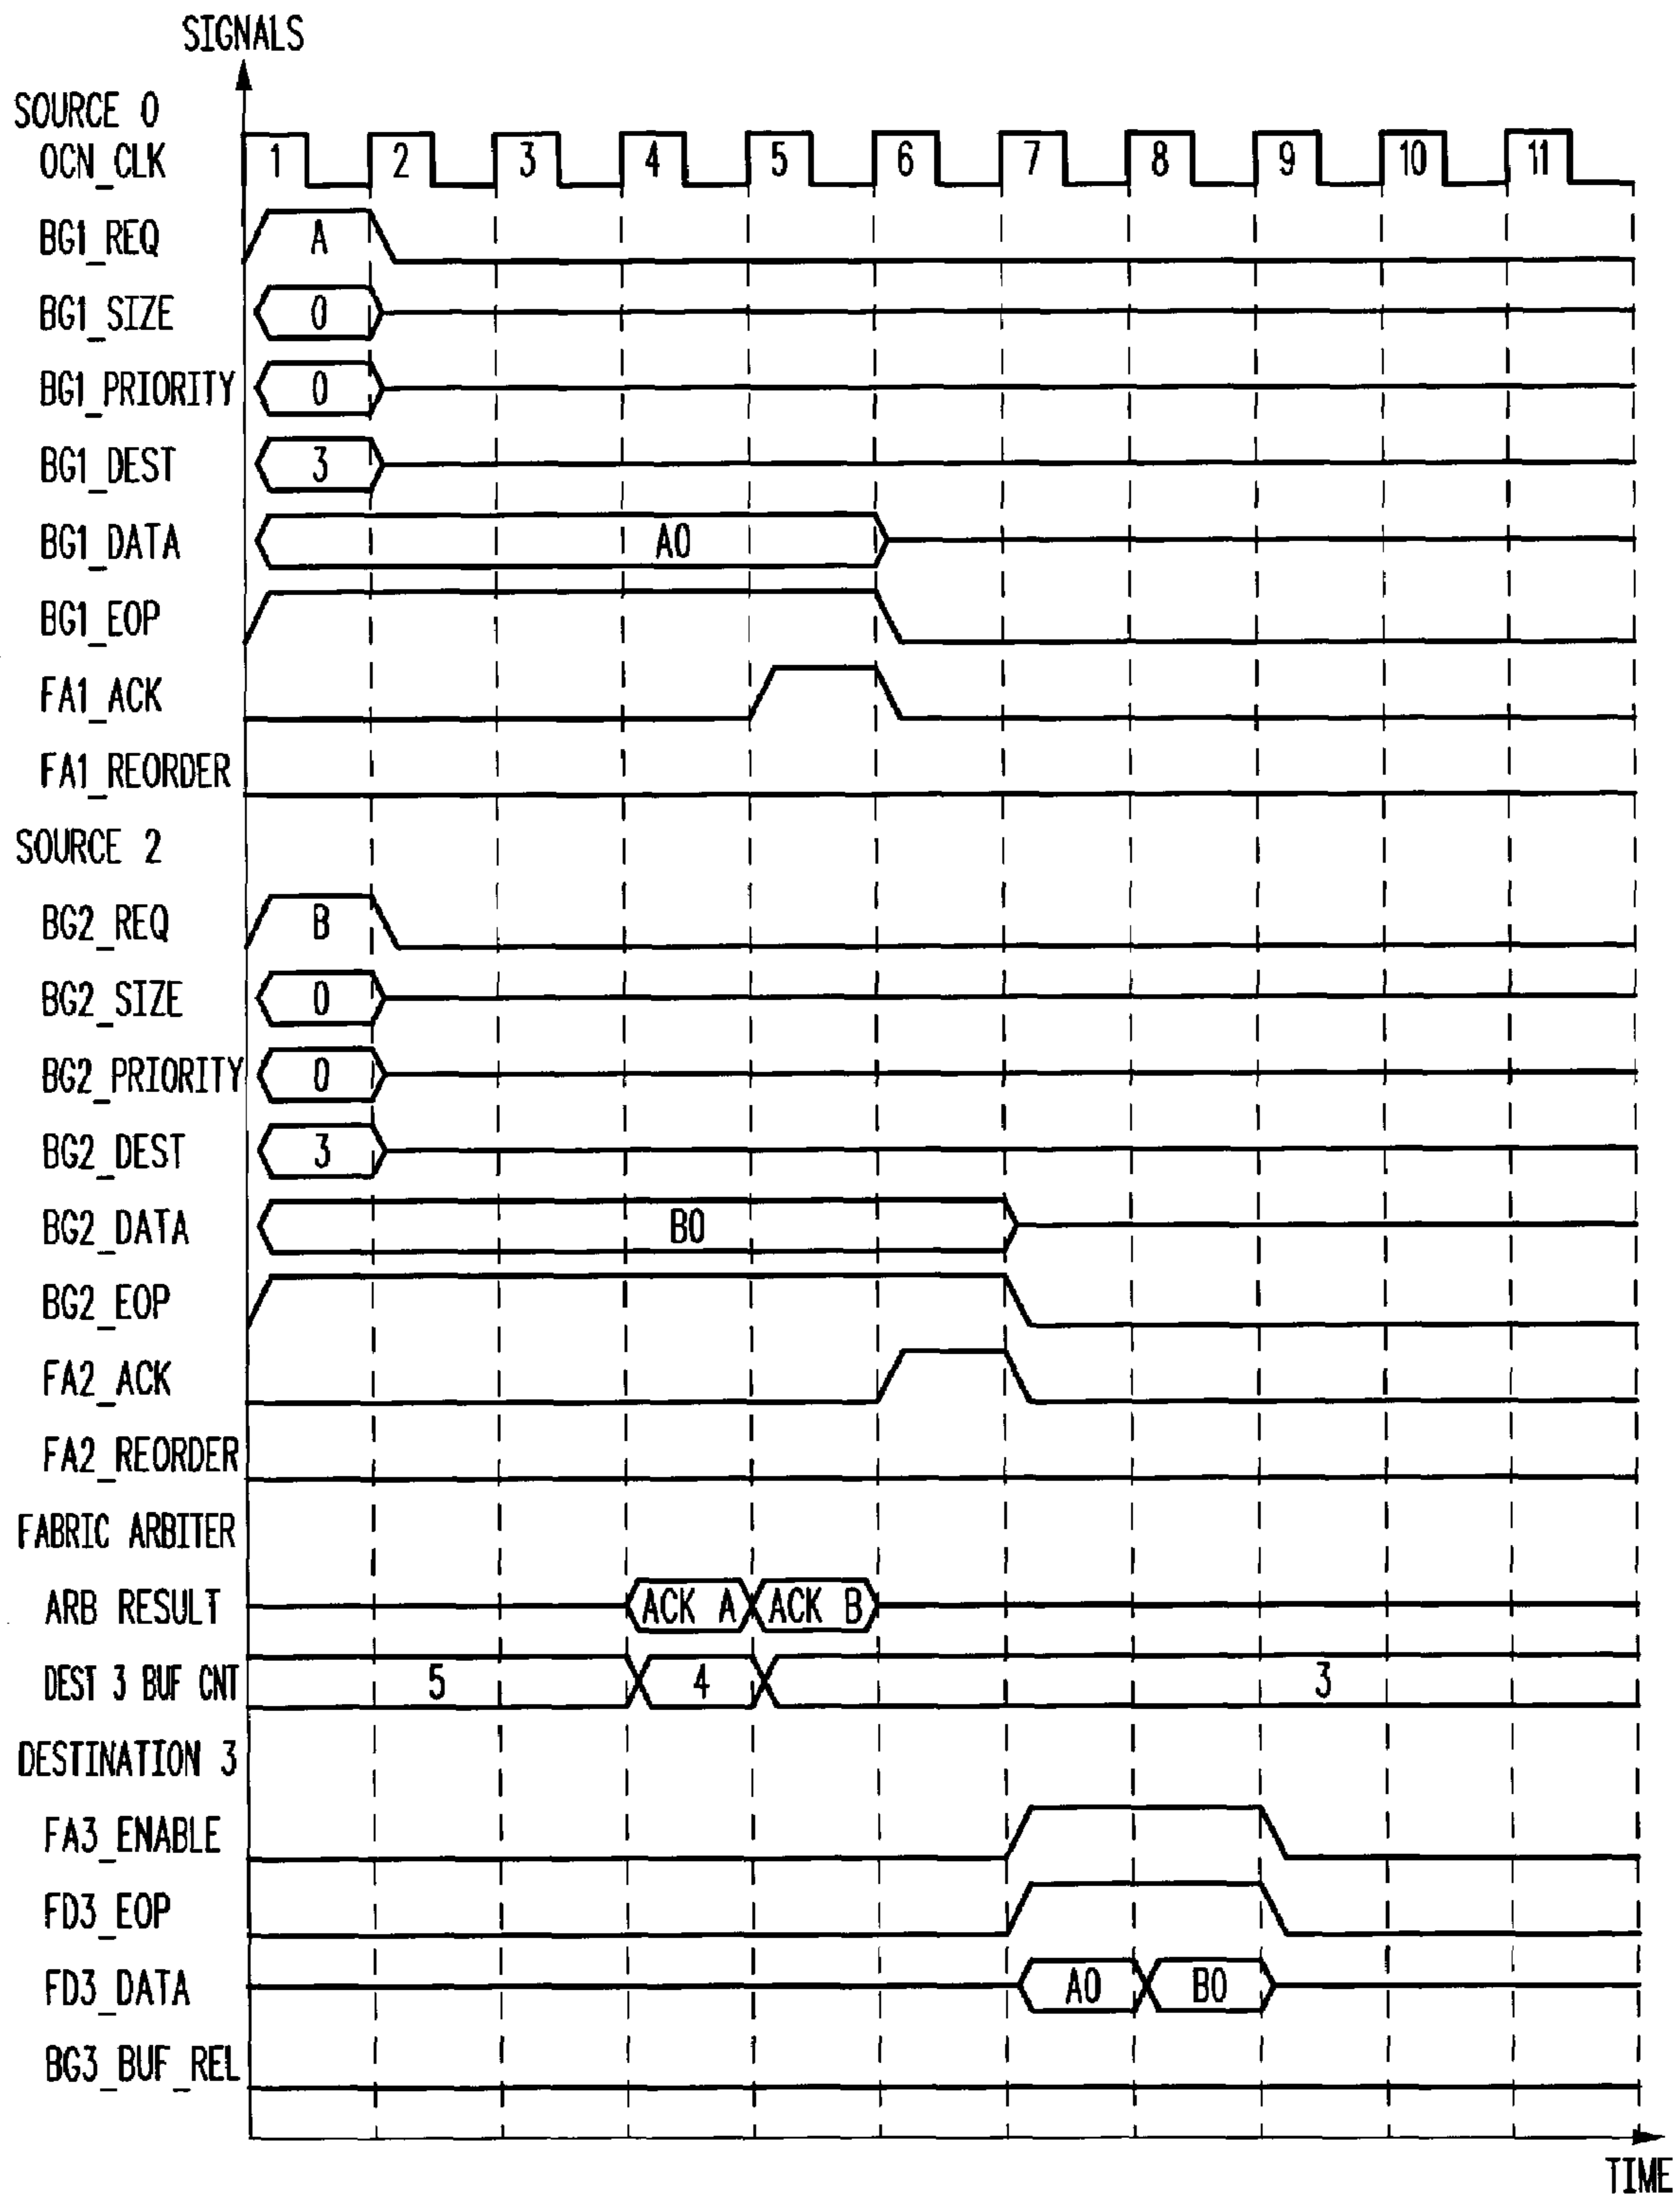 SIGNALS
SOURCE 0
OCN_CLK 1 2 3 4 5 6 7 8 9 10 11
BG1_REQ A
BG1_SIZE 0
BG1_PRIORITY 0
BG1_DEST 3
BG1_DATA A0
BG1_EOP
FA1_ACK
FA1_REORDER
SOURCE 2
BG2_REQ B
BG2_SIZE 0
BG2_PRIORITY 0
BG2_DEST 3
BG2_DATA B0
BG2_EOP
FA2_ACK
FA2_REORDER
FABRIC ARBITER
ARB RESULT ACK A ACK B
DEST 3 BUF CNT 5 4 3
DESTINATION 3
FA3_ENABLE
FD3_EOP
FD3_DATA A0 B0
BG3_BUF_REL
TIME